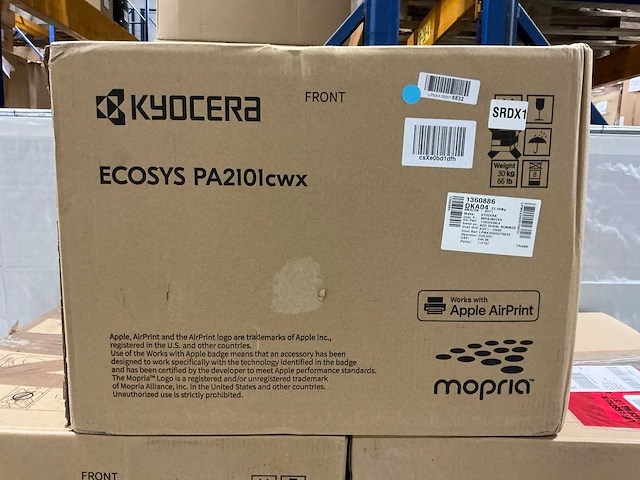 KYOCERA
FRONT
6832
SRDX1
csXe0bd1dfh
ECOSYS PA2101cwx
Weight
30 kg
66 lb
8
1360886
DKA04
Works with
Apple AirPrint
mopria™
Apple, AirPrint and the AirPrint logo are trademarks of Apple Inc.,
registered in the U.S. and other countries.
Use of the Works with Apple badge means that an accessory has been
designed to work specifically with the technology identified in the badge
and has been certified by the developer to meet Apple performance standards.
The Mopria™ Logo is a registered and/or unregistered trademark
of Mopria Alliance, Inc. in the United States and other countries.
Unauthorized use is strictly prohibited.
FRONT